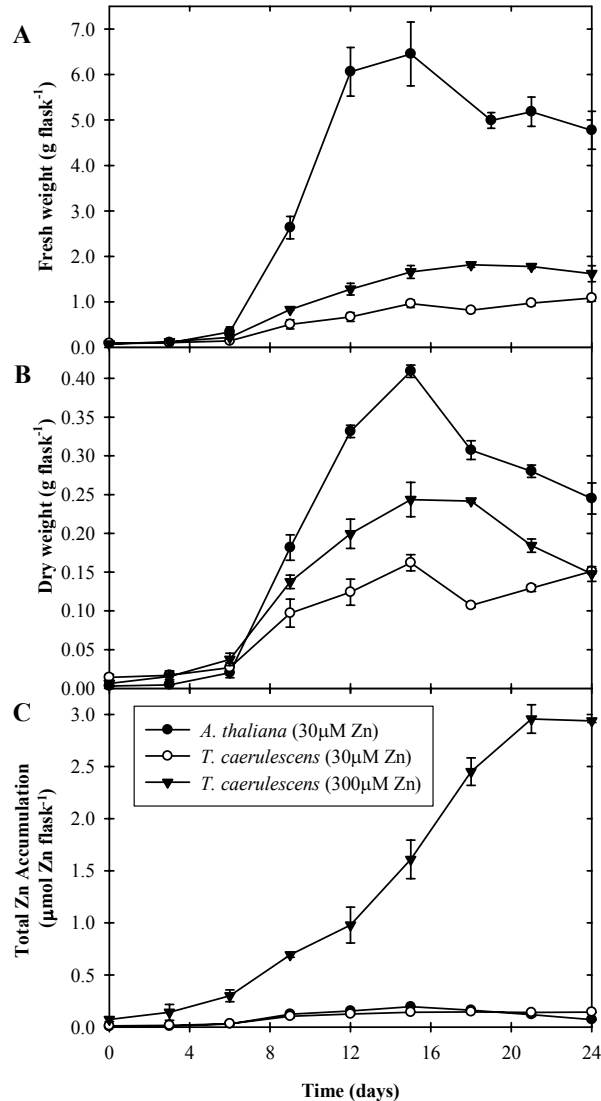 A
7.0
6.0
5.0
4.0
3.0
2.0
1.0
0.0
Fresh weight (g flask⁻¹)
B
0.40
0.35
0.30
0.25
0.20
0.15
0.10
0.05
0.00
Dry weight (g flask⁻¹)
C
3.0
2.5
2.0
1.5
1.0
0.5
0.0
Total Zn Accumulation
(μmol Zn flask⁻¹)
A. thaliana (30μM Zn)
T. caerulescens (30μM Zn)
T. caerulescens (300μM Zn)
0 4 8 12 16 20 24
Time (days)